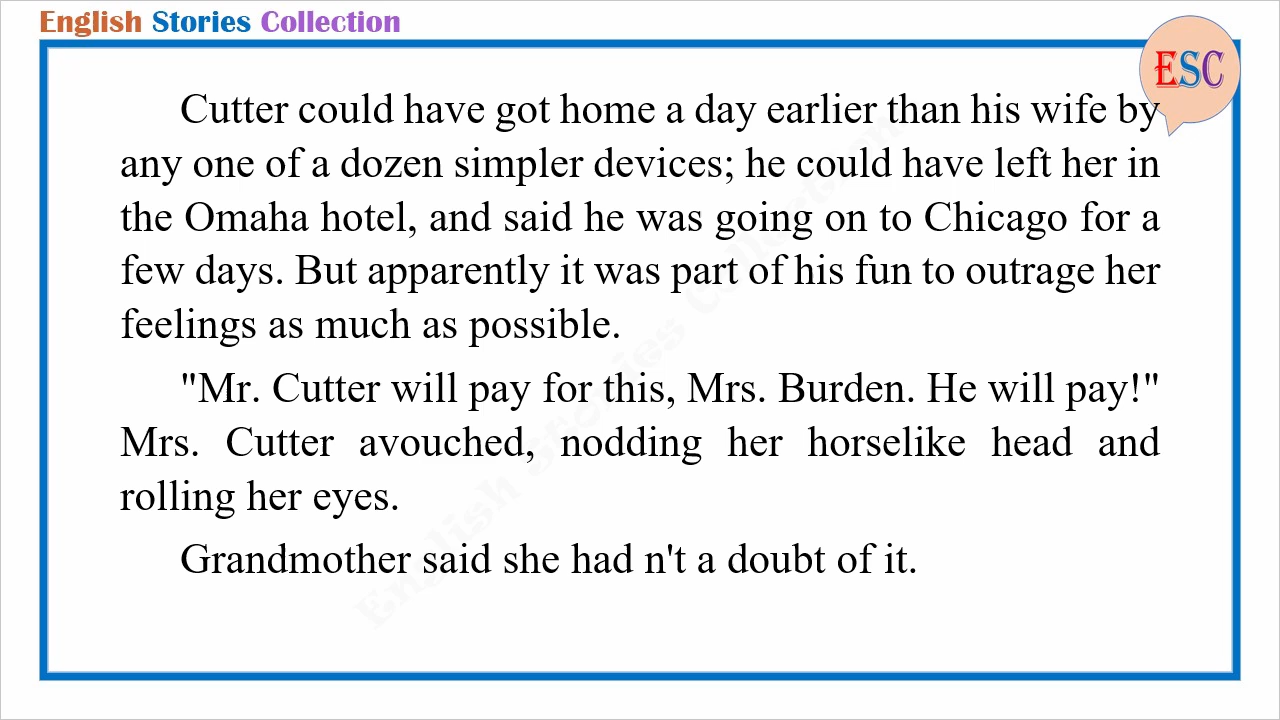 English Stories Collection
ESC
Cutter could have got home a day earlier than his wife by
any one of a dozen simpler devices; he could have left her in
the Omaha hotel, and said he was going on to Chicago for a
few days. But apparently it was part of his fun to outrage her
feelings as much as possible.
"Mr. Cutter will pay for this, Mrs. Burden. He will pay!"
Mrs. Cutter avouched, nodding her horselike head and
rolling her eyes.
Grandmother said she had n't a doubt of it.
English Stories Collection